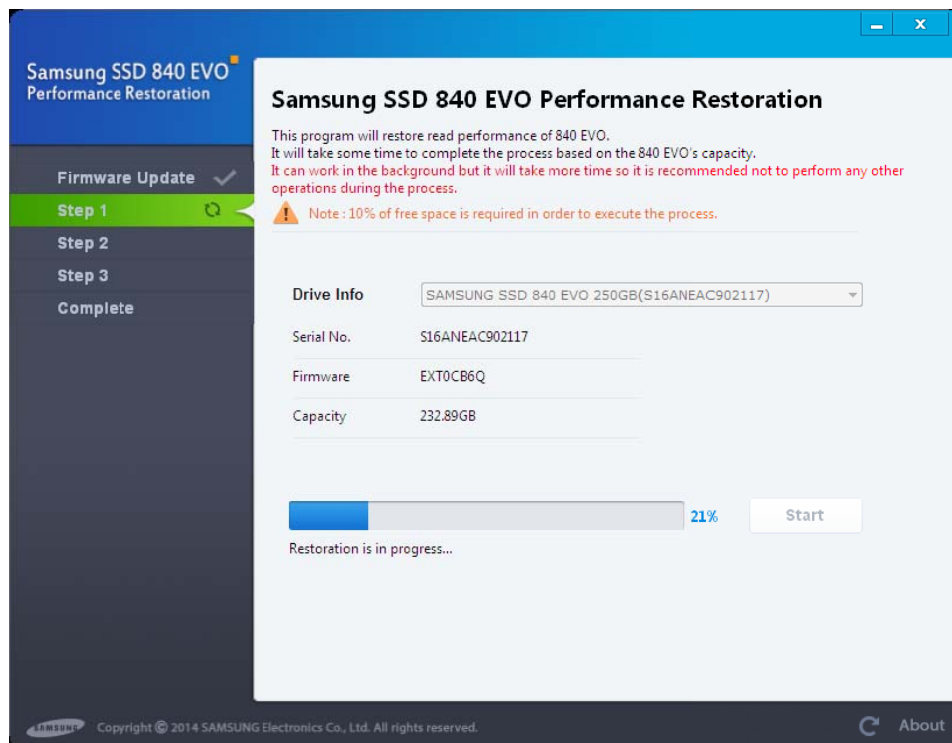 Samsung SSD 840 EVO
Performance Restoration
Firmware Update
Step 1
Step 2
Step 3
Complete
Samsung SSD 840 EVO Performance Restoration
This program will restore read performance of 840 EVO.
It will take some time to complete the process based on the 840 EVO's capacity.
It can work in the background but it will take more time so it is recommended not to perform any other
operations during the process.
Note : 10% of free space is required in order to execute the process.
Drive Info SAMSUNG SSD 840 EVO 250GB(S16ANEAC902117)
Serial No. S16ANEAC902117
Firmware EXT0CB6Q
Capacity 232.89GB
21% Start
Restoration is in progress...
SAMSUNG Copyright © 2014 SAMSUNG Electronics Co., Ltd. All rights reserved. About